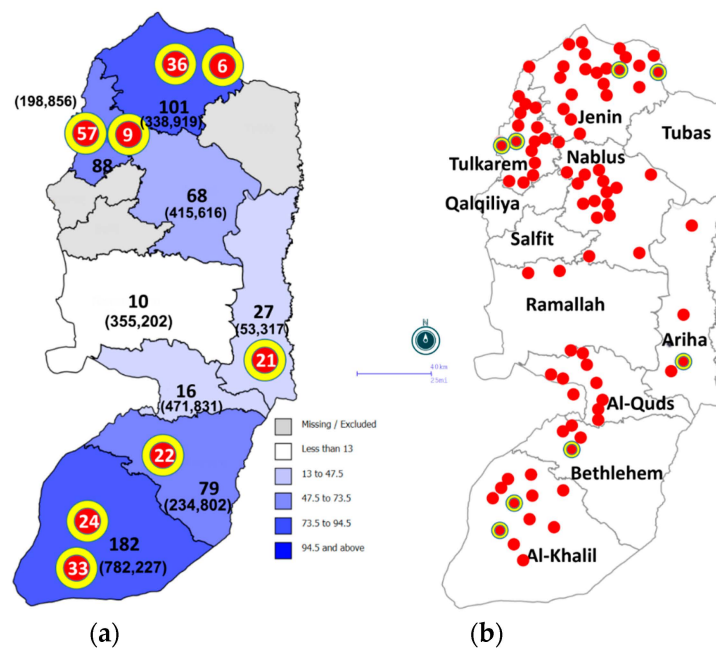 36
6
(198,856)
101
(338,919)
57
9
88
68
(415,616)
10
(355,202)
27
(53,317)
21
16
(471,831)
22
79
(234,802)
24
182
(782,227)
33
Missing / Excluded
Less than 13
13 to 47.5
47.5 to 73.5
73.5 to 94.5
94.5 and above
(a)
Jenin
Tubas
Tulkarem
Nablus
Qalqiliya
Salfit
Ramallah
Ariha
N
40km
25mi
Al-Quds
Bethlehem
Al-Khalil
(b)